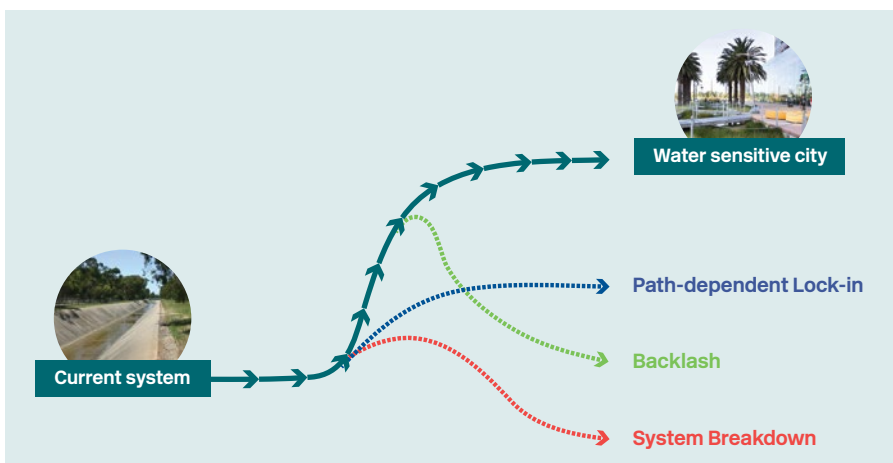 Water sensitive city
Path-dependent Lock-in
Current system
Backlash
System Breakdown